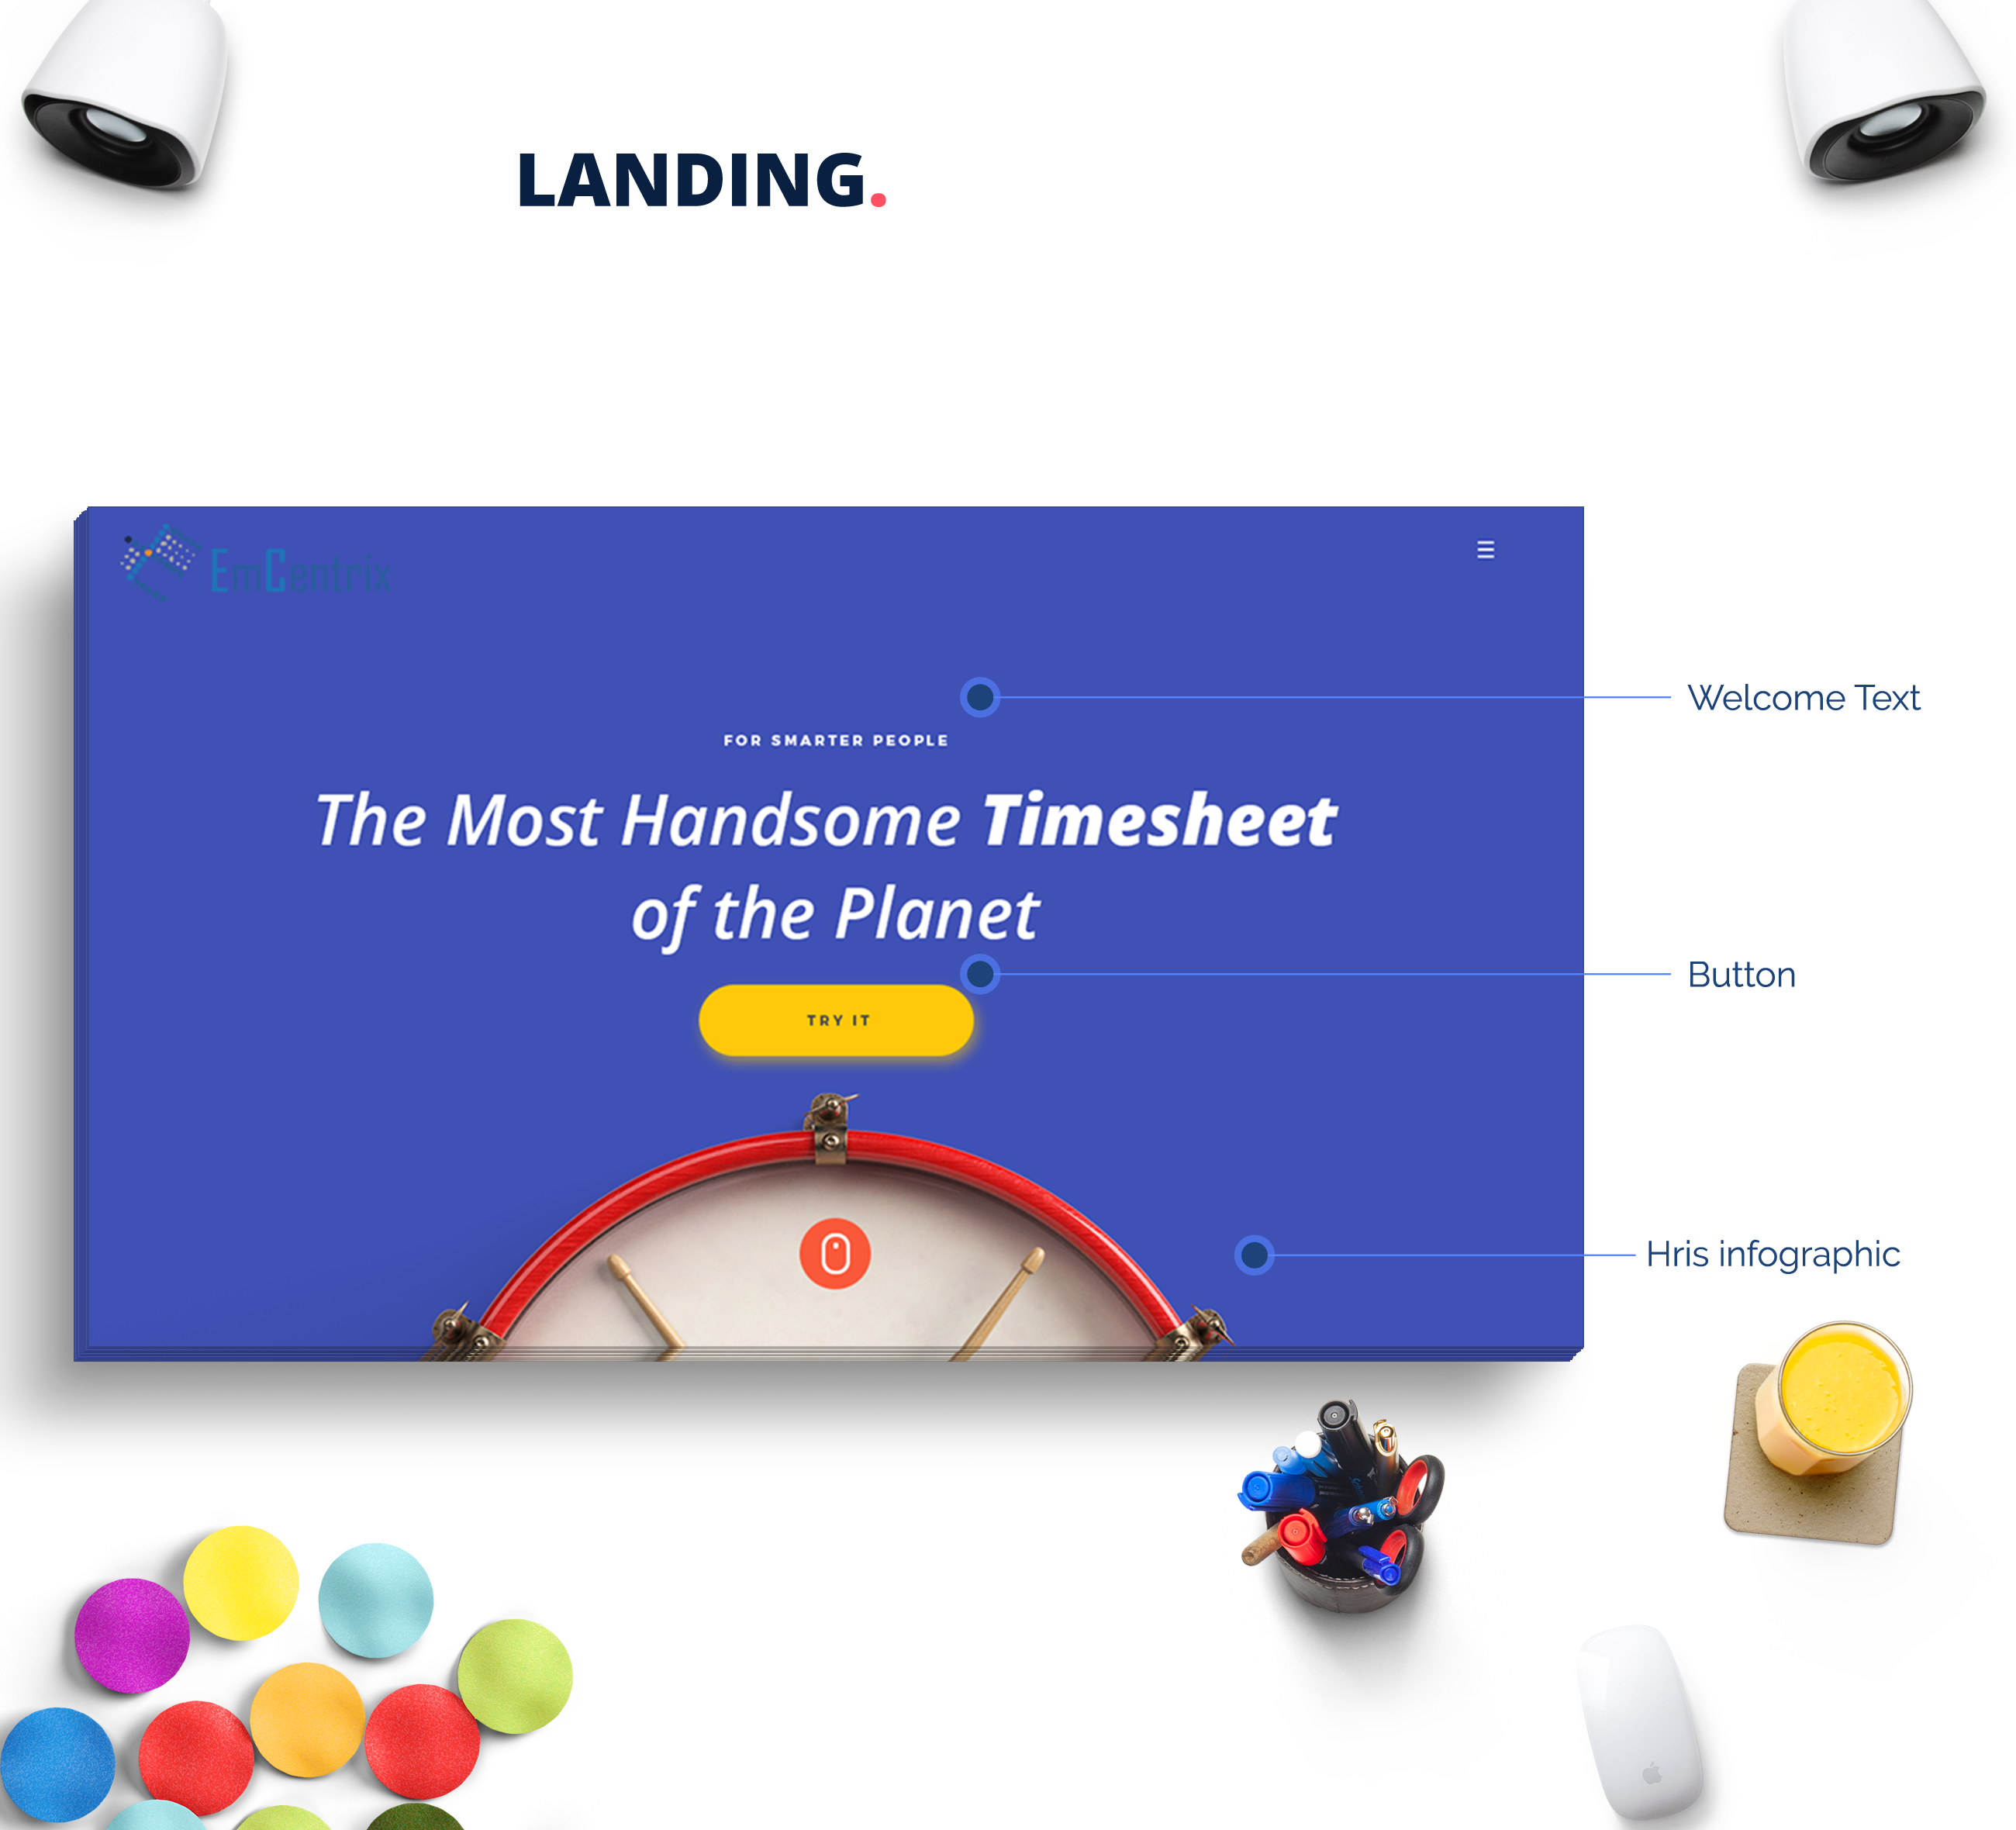 LANDING.
EmCentrix
Welcome Text
FOR SMARTER PEOPLE
The Most Handsome Timesheet
of the Planet
Button
TRY IT
Hris infographic